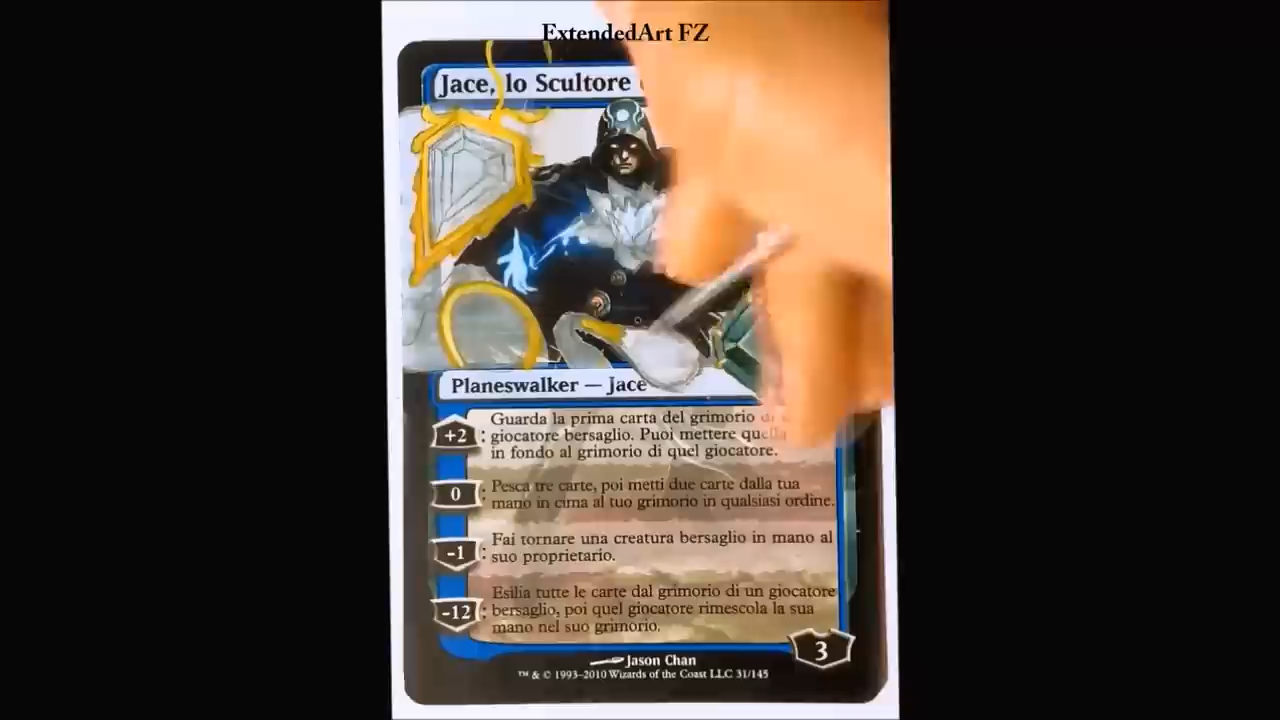 ExtendedArt FZ
Jace, lo Scultore
Planeswalker — Jace
+2 : Guarda la prima carta del grimorio di
giocatore bersaglio. Puoi mettere quella
in fondo al grimorio di quel giocatore.
0 : Pesca tre carte, poi metti due carte dalla tua
mano in cima al tuo grimorio in qualsiasi ordine.
-1 : Fai tornare una creatura bersaglio in mano al
suo proprietario.
-12 : Esilia tutte le carte dal grimorio di un giocatore
bersaglio, poi quel giocatore rimescola la sua
mano nel suo grimorio.
3
Jason Chan
™ & © 1993–2010 Wizards of the Coast LLC 31/145